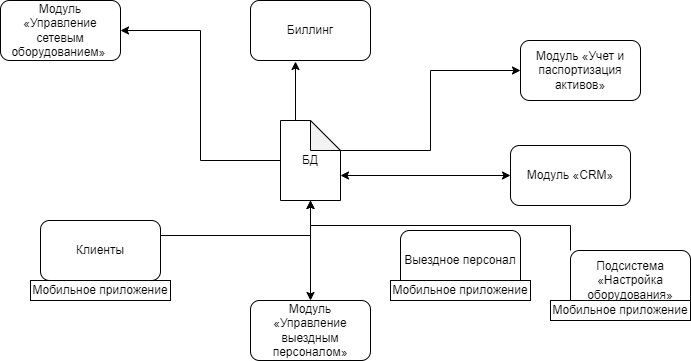 Модуль
«Управление
сетевым
оборудованием»
Биллинг
Модуль «Учет и
паспортизация
активов»
БД
Модуль «CRM»
Клиенты
Мобильное приложение
Выездное персонал
Мобильное приложение
Подсистема
«Настройка
оборудования»
Мобильное приложение
Модуль
«Управление
выездным
персоналом»